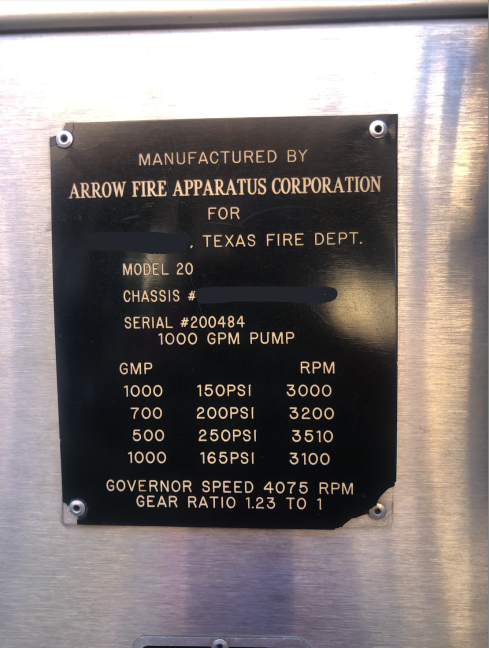 MANUFACTURED BY
ARROW FIRE APPARATUS CORPORATION
FOR
, TEXAS FIRE DEPT.
MODEL 20
CHASSIS #
SERIAL #200484
1000 GPM PUMP
GMP RPM
1000 150PSI 3000
700 200PSI 3200
500 250PSI 3510
1000 165PSI 3100
GOVERNOR SPEED 4075 RPM
GEAR RATIO 1.23 TO 1